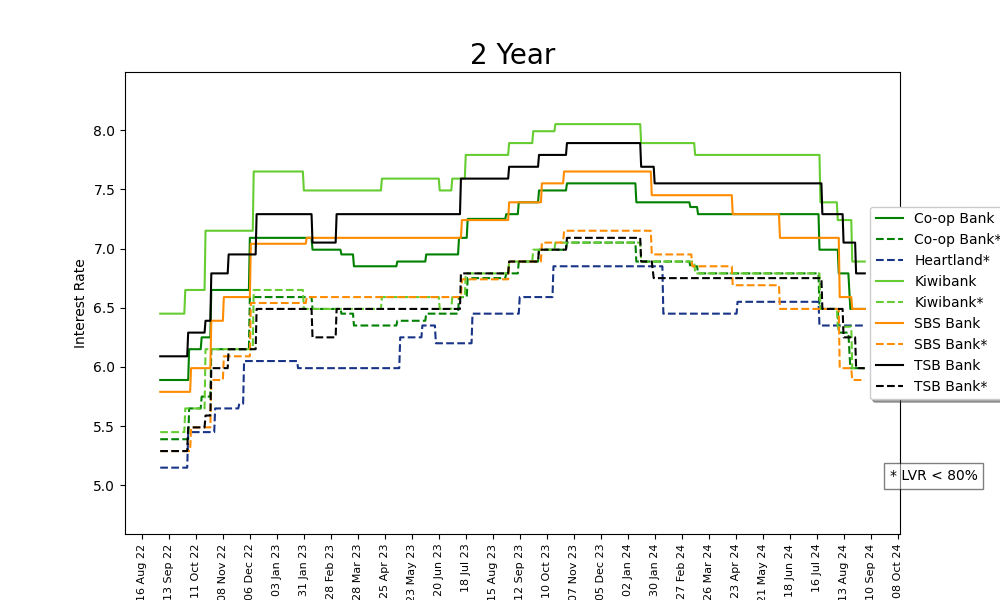 2 Year
Interest Rate
8.0
7.5
7.0
6.5
6.0
5.5
5.0
16 Aug 22
13 Sep 22
11 Oct 22
08 Nov 22
06 Dec 22
03 Jan 23
31 Jan 23
28 Feb 23
28 Mar 23
25 Apr 23
23 May 23
20 Jun 23
18 Jul 23
15 Aug 23
12 Sep 23
10 Oct 23
07 Nov 23
05 Dec 23
02 Jan 24
30 Jan 24
27 Feb 24
26 Mar 24
23 Apr 24
21 May 24
18 Jun 24
16 Jul 24
13 Aug 24
10 Sep 24
08 Oct 24
Co-op Bank
Co-op Bank*
Heartland*
Kiwibank
Kiwibank*
SBS Bank
SBS Bank*
TSB Bank
TSB Bank*
* LVR < 80%